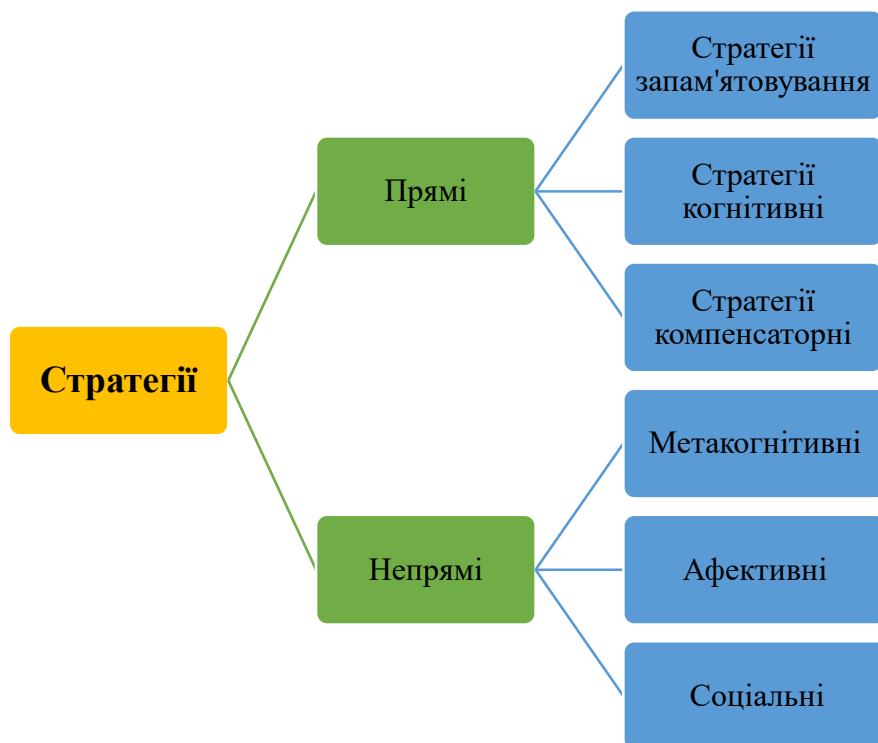 Стратегії
Прямі
Стратегії
запам'ятовування
Стратегії
когнітивні
Стратегії
компенсаторні
Непрямі
Метакогнітивні
Афективні
Соціальні